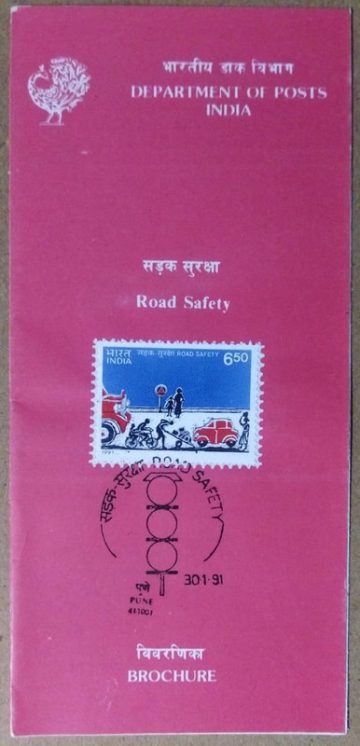 भारतीय डाक विभाग
DEPARTMENT OF POSTS
INDIA
सड़क सुरक्षा
Road Safety
भारत सड़क-सुरक्षा ROAD SAFETY 6.50
INDIA
1991
सड़क-सुरक्षा ROAD SAFETY
पुणे 30.1.91
PUNE
411001
विवरणिका
BROCHURE